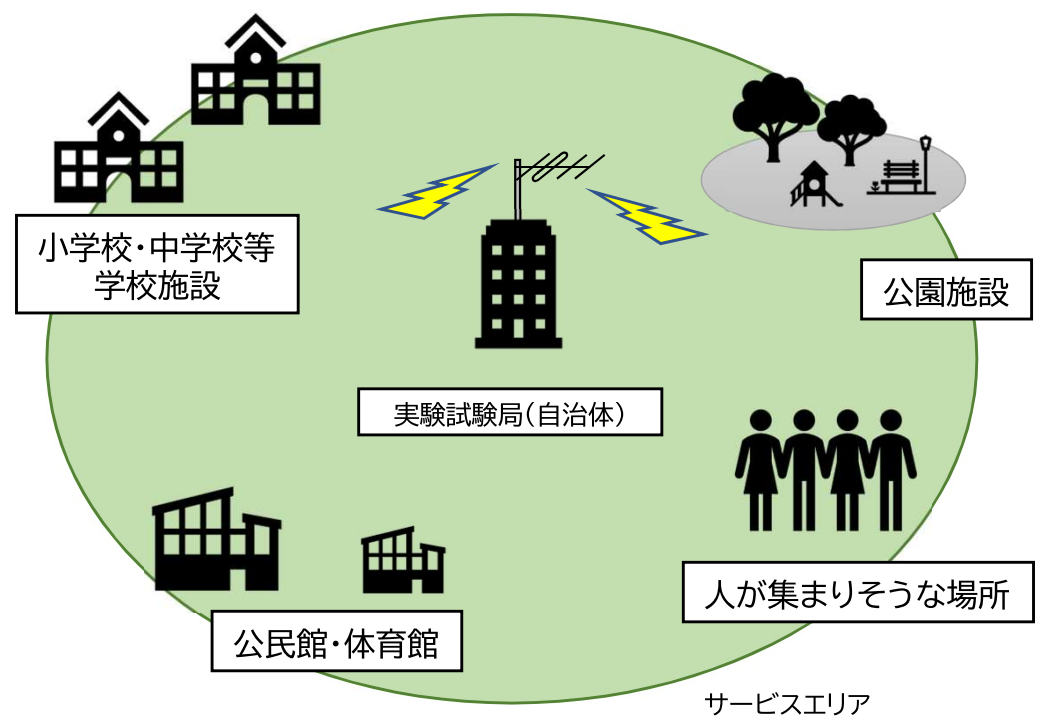 小学校・中学校等
学校施設
公園施設
実験試験局（自治体）
人が集まりそうな場所
公民館・体育館
サービスエリア